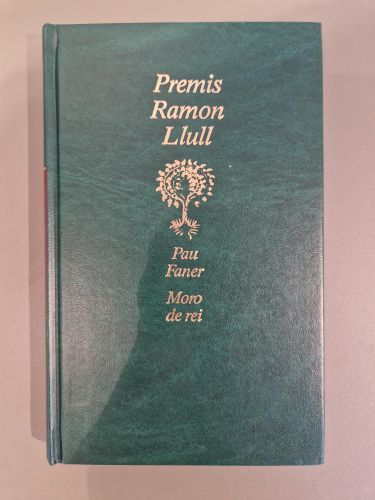 Premis
Ramon
Llull
Pau
Faner
Moro
de rei